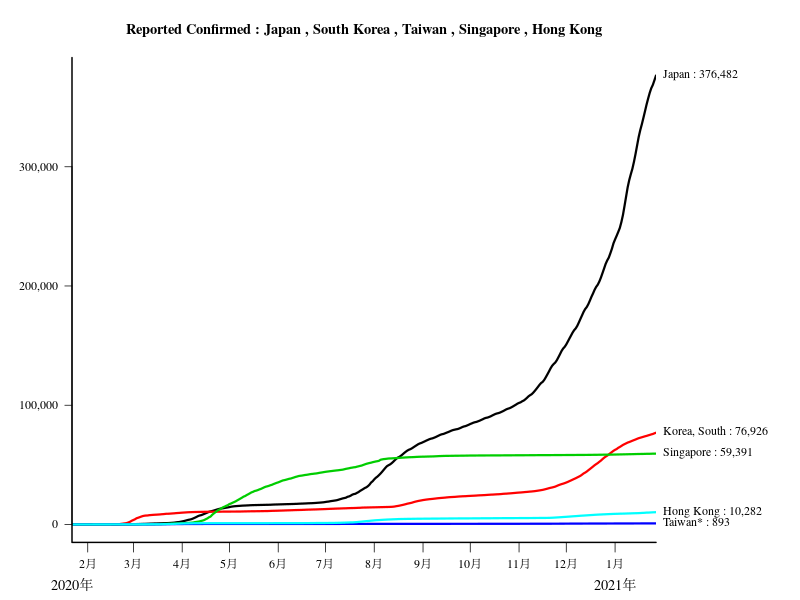 Reported Confirmed : Japan , South Korea , Taiwan , Singapore , Hong Kong
Japan : 376,482
300,000
200,000
100,000
Korea, South : 76,926
Singapore : 59,391
Hong Kong : 10,282
Taiwan* : 893
0
2月 3月 4月 5月 6月 7月 8月 9月 10月 11月 12月 1月
2020年 2021年